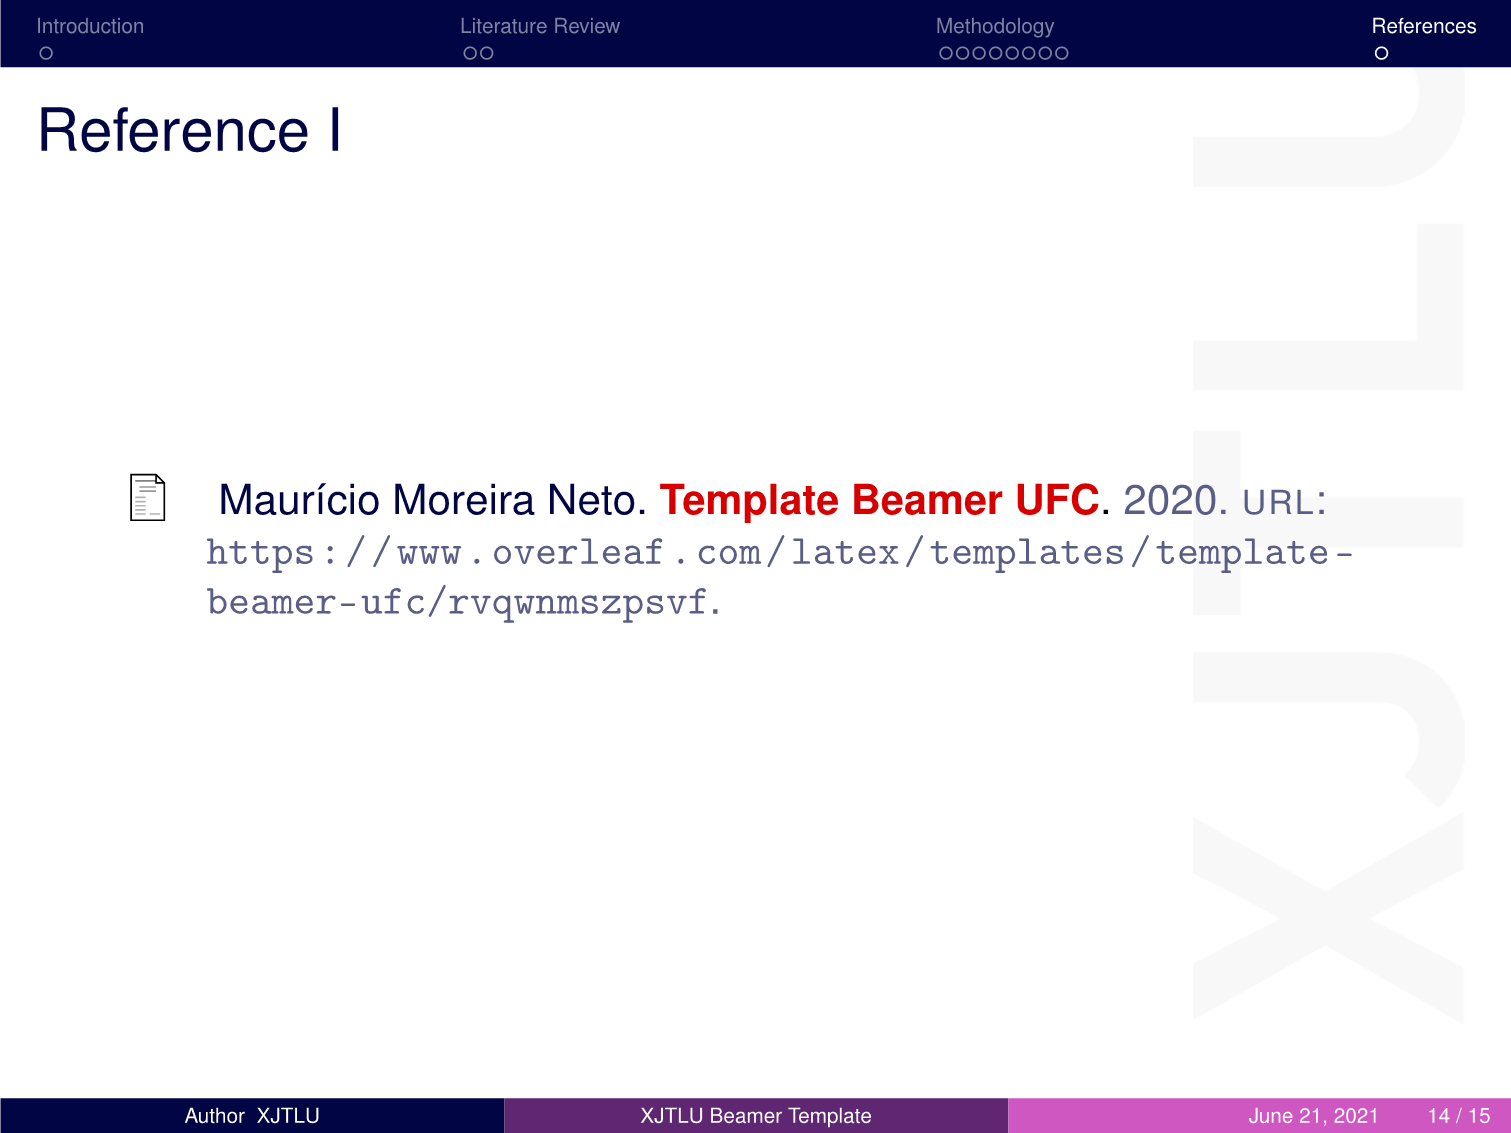 Introduction
Literature Review
Methodology
References
Reference I
Maurício Moreira Neto. Template Beamer UFC. 2020. URL:
https://www.overleaf.com/latex/templates/template-
beamer-ufc/rvqwnmszpsvf.
XJTLU
Author XJTLU
XJTLU Beamer Template
June 21, 2021
14 / 15